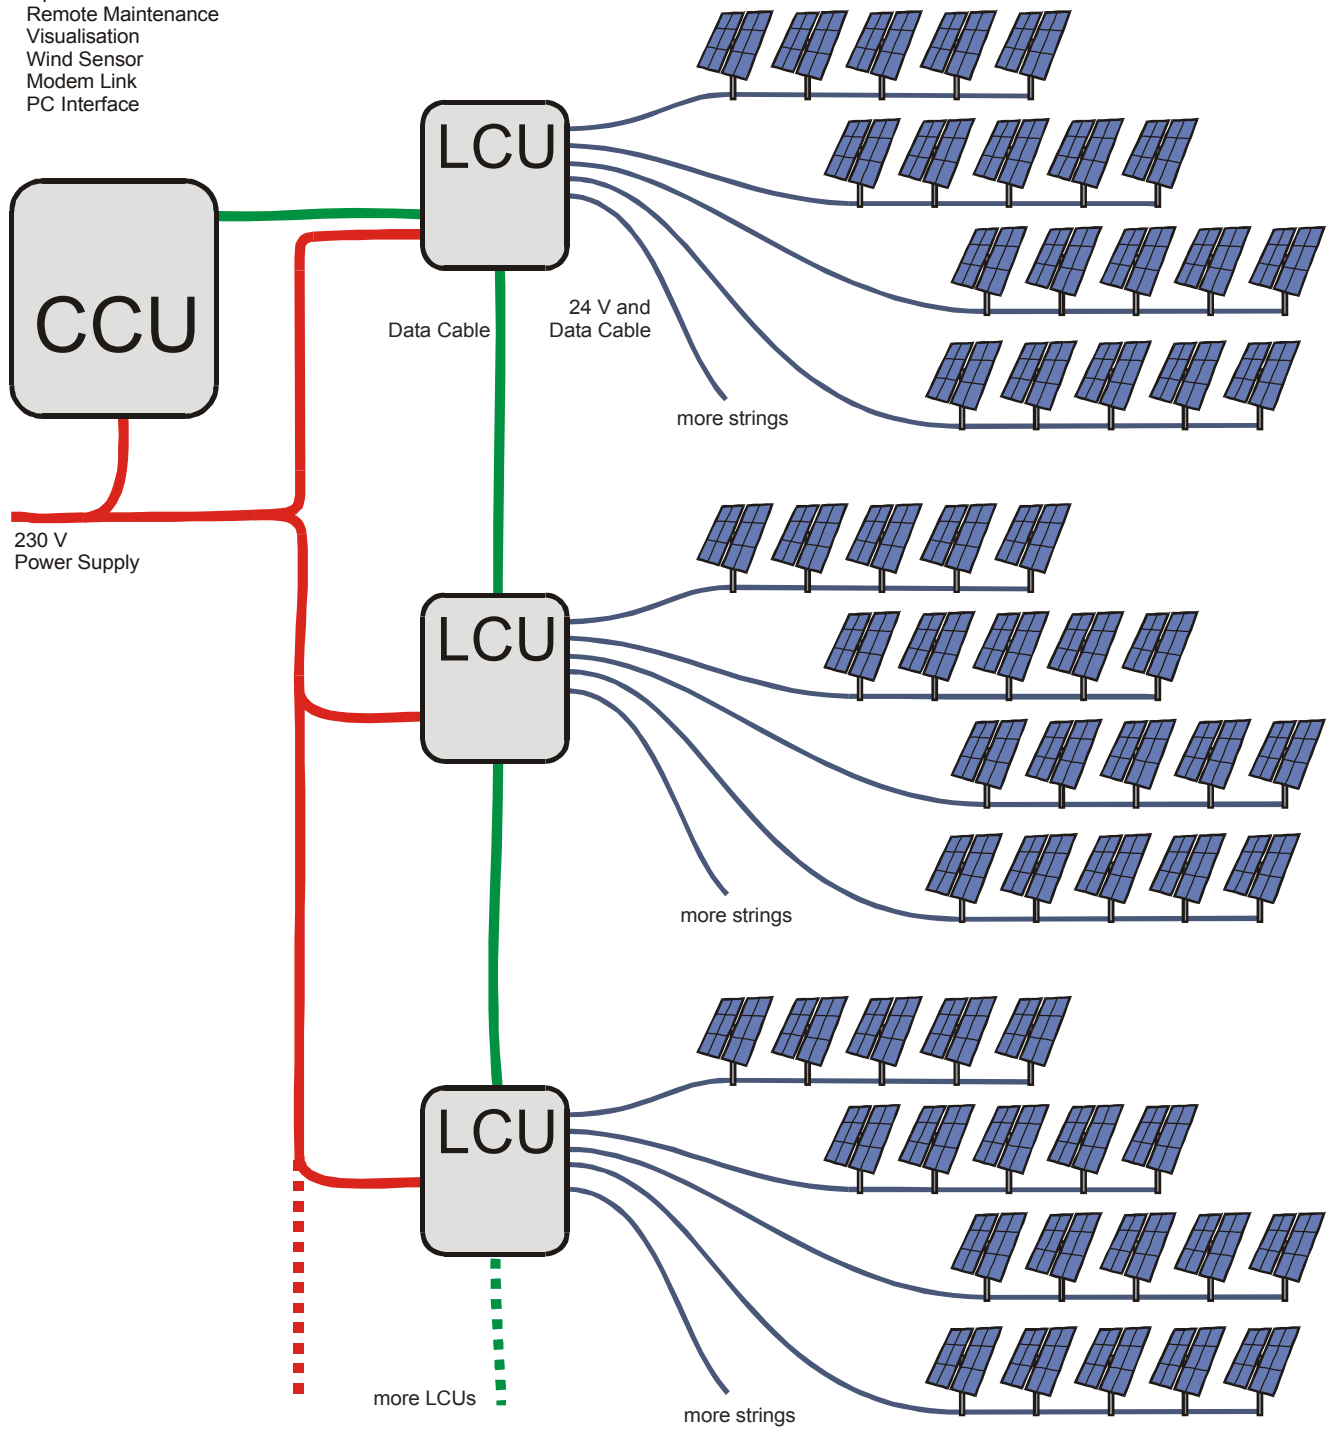 Remote Maintenance
Visualisation
Wind Sensor
Modem Link
PC Interface
LCU
CCU
Data Cable
24 V and
Data Cable
more strings
230 V
Power Supply
LCU
more strings
LCU
more LCUs
more strings